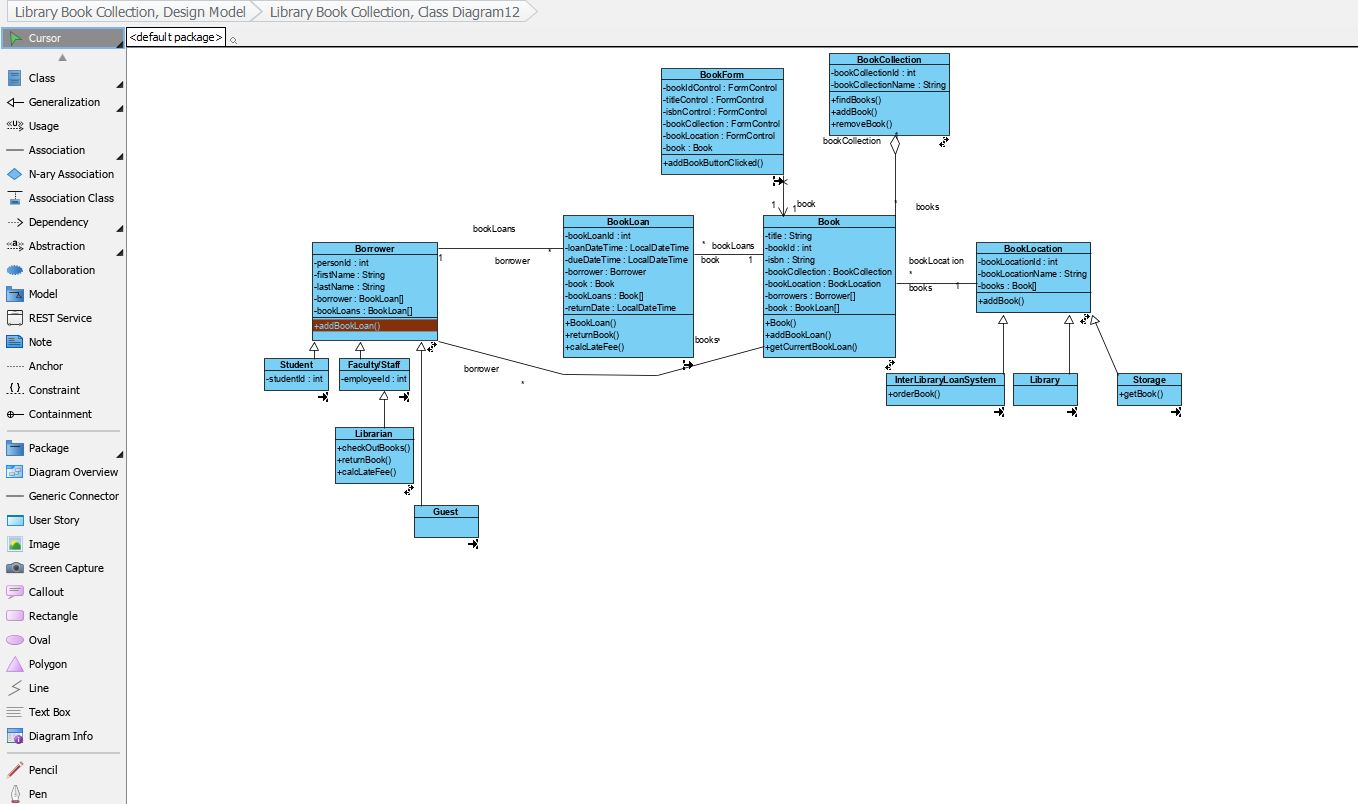 Library Book Collection, Design Model
Library Book Collection, Class Diagram12
Cursor
<default package>
Class
Generalization
Usage
Association
N-ary Association
Association Class
Dependency
Abstraction
Collaboration
Model
REST Service
Note
Anchor
Constraint
Containment
Package
Diagram Overview
Generic Connector
User Story
Image
Screen Capture
Callout
Rectangle
Oval
Polygon
Line
Text Box
Diagram Info
Pencil
Pen
BookForm
-bookIdControl : FormControl
-titleControl : FormControl
-isbnControl : FormControl
-bookCollection : FormControl
-bookLocation : FormControl
-book : Book
+addBookButtonClicked()
BookCollection
-bookCollectionId : int
-bookCollectionName : String
+findBooks()
+addBook()
+removeBook()
bookCollection
1
1
book
*
books
Borrower
-personId : int
-firstName : String
-lastName : String
-borrower : BookLoan[]
-bookLoans : BookLoan[]
+addBookLoan()
bookLoans
1
borrower
*
BookLoan
-bookLoanId : int
-loanDateTime : LocalDateTime
-dueDateTime : LocalDateTime
-borrower : Borrower
-book : Book
-bookLoans : Book[]
-returnDate : LocalDateTime
+BookLoan()
+returnBook()
+calcLateFee()
*
bookLoans
book
1
books*
Book
-title : String
-bookId : int
-isbn : String
-bookCollection : BookCollection
-bookLocation : BookLocation
-borrowers : Borrower[]
-book : BookLoan[]
+Book()
+addBookLoan()
+getCurrentBookLoan()
bookLocation
*
books
1
BookLocation
-bookLocationId : int
-bookLocationName : String
-books : Book[]
+addBook()
borrower
*
Student
-studentId : int
Faculty/Staff
-employeeId : int
Librarian
+checkOutBooks()
+returnBook()
+calcLateFee()
Guest
InterLibraryLoanSystem
+orderBook()
Library
Storage
+getBook()